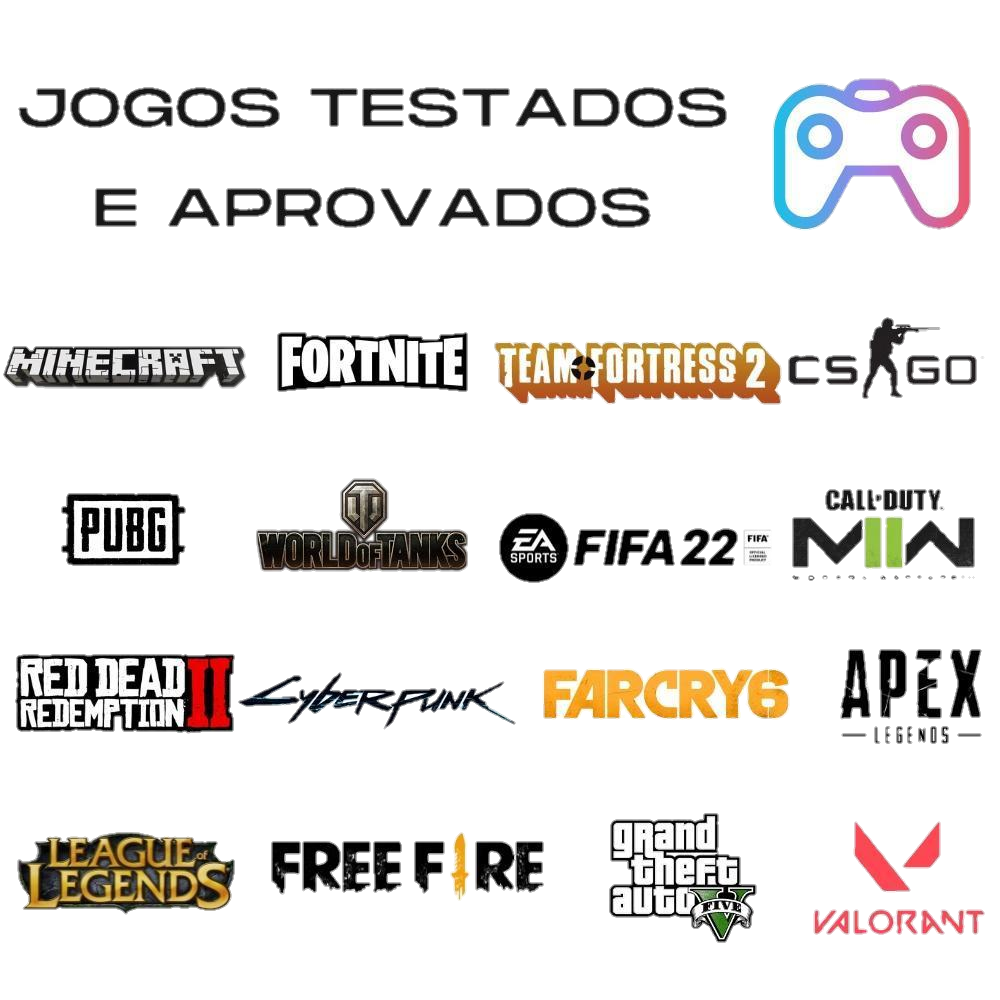 JOGOS TESTADOS
E APROVADOS
MINECRAFT
FORTNITE
TEAM FORTRESS 2
CS GO
PUBG
WORLD OF TANKS
EA SPORTS
FIFA 22
FIFA
CALL OF DUTY
MIIW
RED DEAD
REDEMPTION II
CYBERPUNK
FARCRY6
APEX
LEGENDS
LEAGUE of
LEGENDS
FREE FIRE
grand
theft
auto V
FIVE
VALORANT